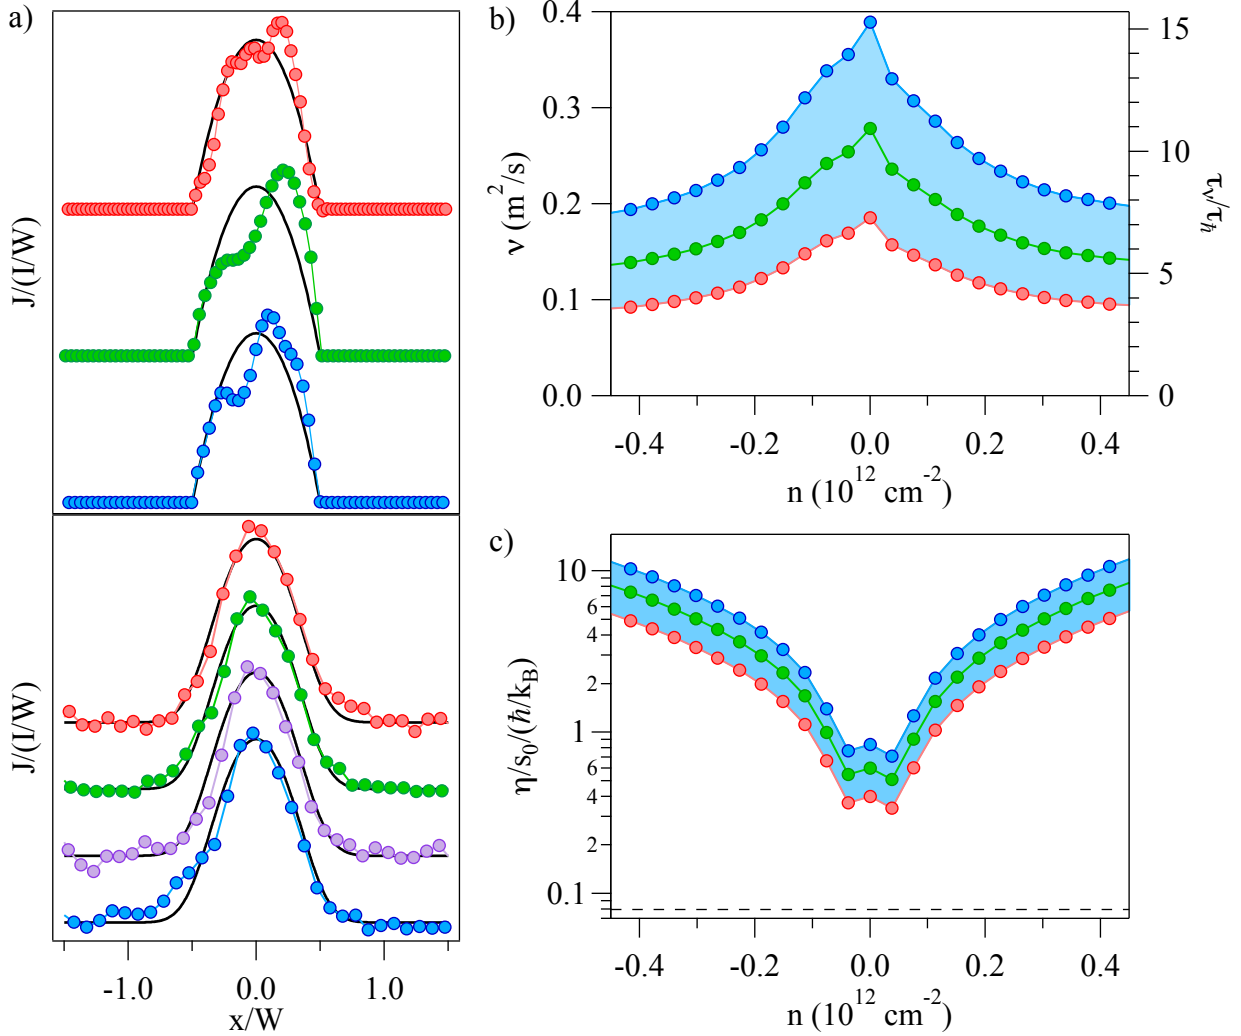 a)
J/(I/W)
J/(I/W)
-1.0 0.0 1.0
x/W
b)
0.4
0.3
0.2
0.1
0.0
ν (m²/s)
15
10
5
0
τᵥ/τₕ
-0.4 -0.2 0.0 0.2 0.4
n (10¹² cm⁻²)
c)
10
6
4
2
1
6
4
2
0.1
η/s₀/(ℏ/k_B)
-0.4 -0.2 0.0 0.2 0.4
n (10¹² cm⁻²)